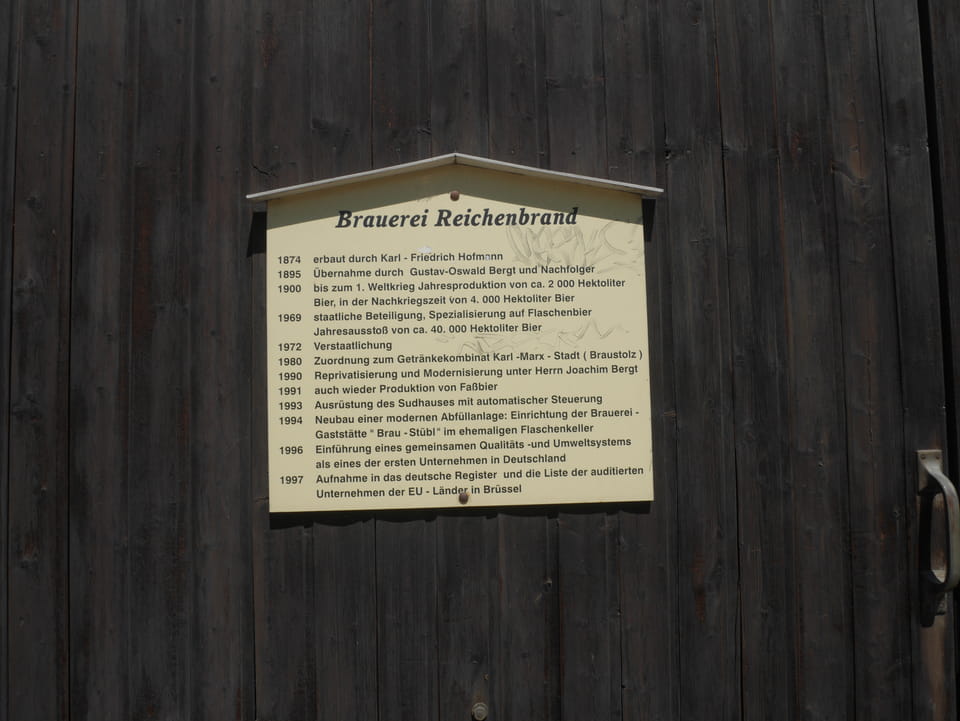 Brauerei Reichenbrand
1874 erbaut durch Karl - Friedrich Hofmann
1895 Übernahme durch Gustav-Oswald Bergt und Nachfolger
1900 bis zum 1. Weltkrieg Jahresproduktion von ca. 2 000 Hektoliter
Bier, in der Nachkriegszeit von 4. 000 Hektoliter Bier
1969 staatliche Beteiligung, Spezialisierung auf Flaschenbier
Jahresausstoß von ca. 40. 000 Hektoliter Bier
1972 Verstaatlichung
1980 Zuordnung zum Getränkekombinat Karl -Marx - Stadt ( Braustolz )
1990 Reprivatisierung und Modernisierung unter Herrn Joachim Bergt
1991 auch wieder Produktion von Faßbier
1993 Ausrüstung des Sudhauses mit automatischer Steuerung
1994 Neubau einer modernen Abfüllanlage: Einrichtung der Brauerei -
Gaststätte " Brau - Stübl" im ehemaligen Flaschenkeller
1996 Einführung eines gemeinsamen Qualitäts -und Umweltsystems
als eines der ersten Unternehmen in Deutschland
1997 Aufnahme in das deutsche Register und die Liste der auditierten
Unternehmen der EU - Länder in Brüssel